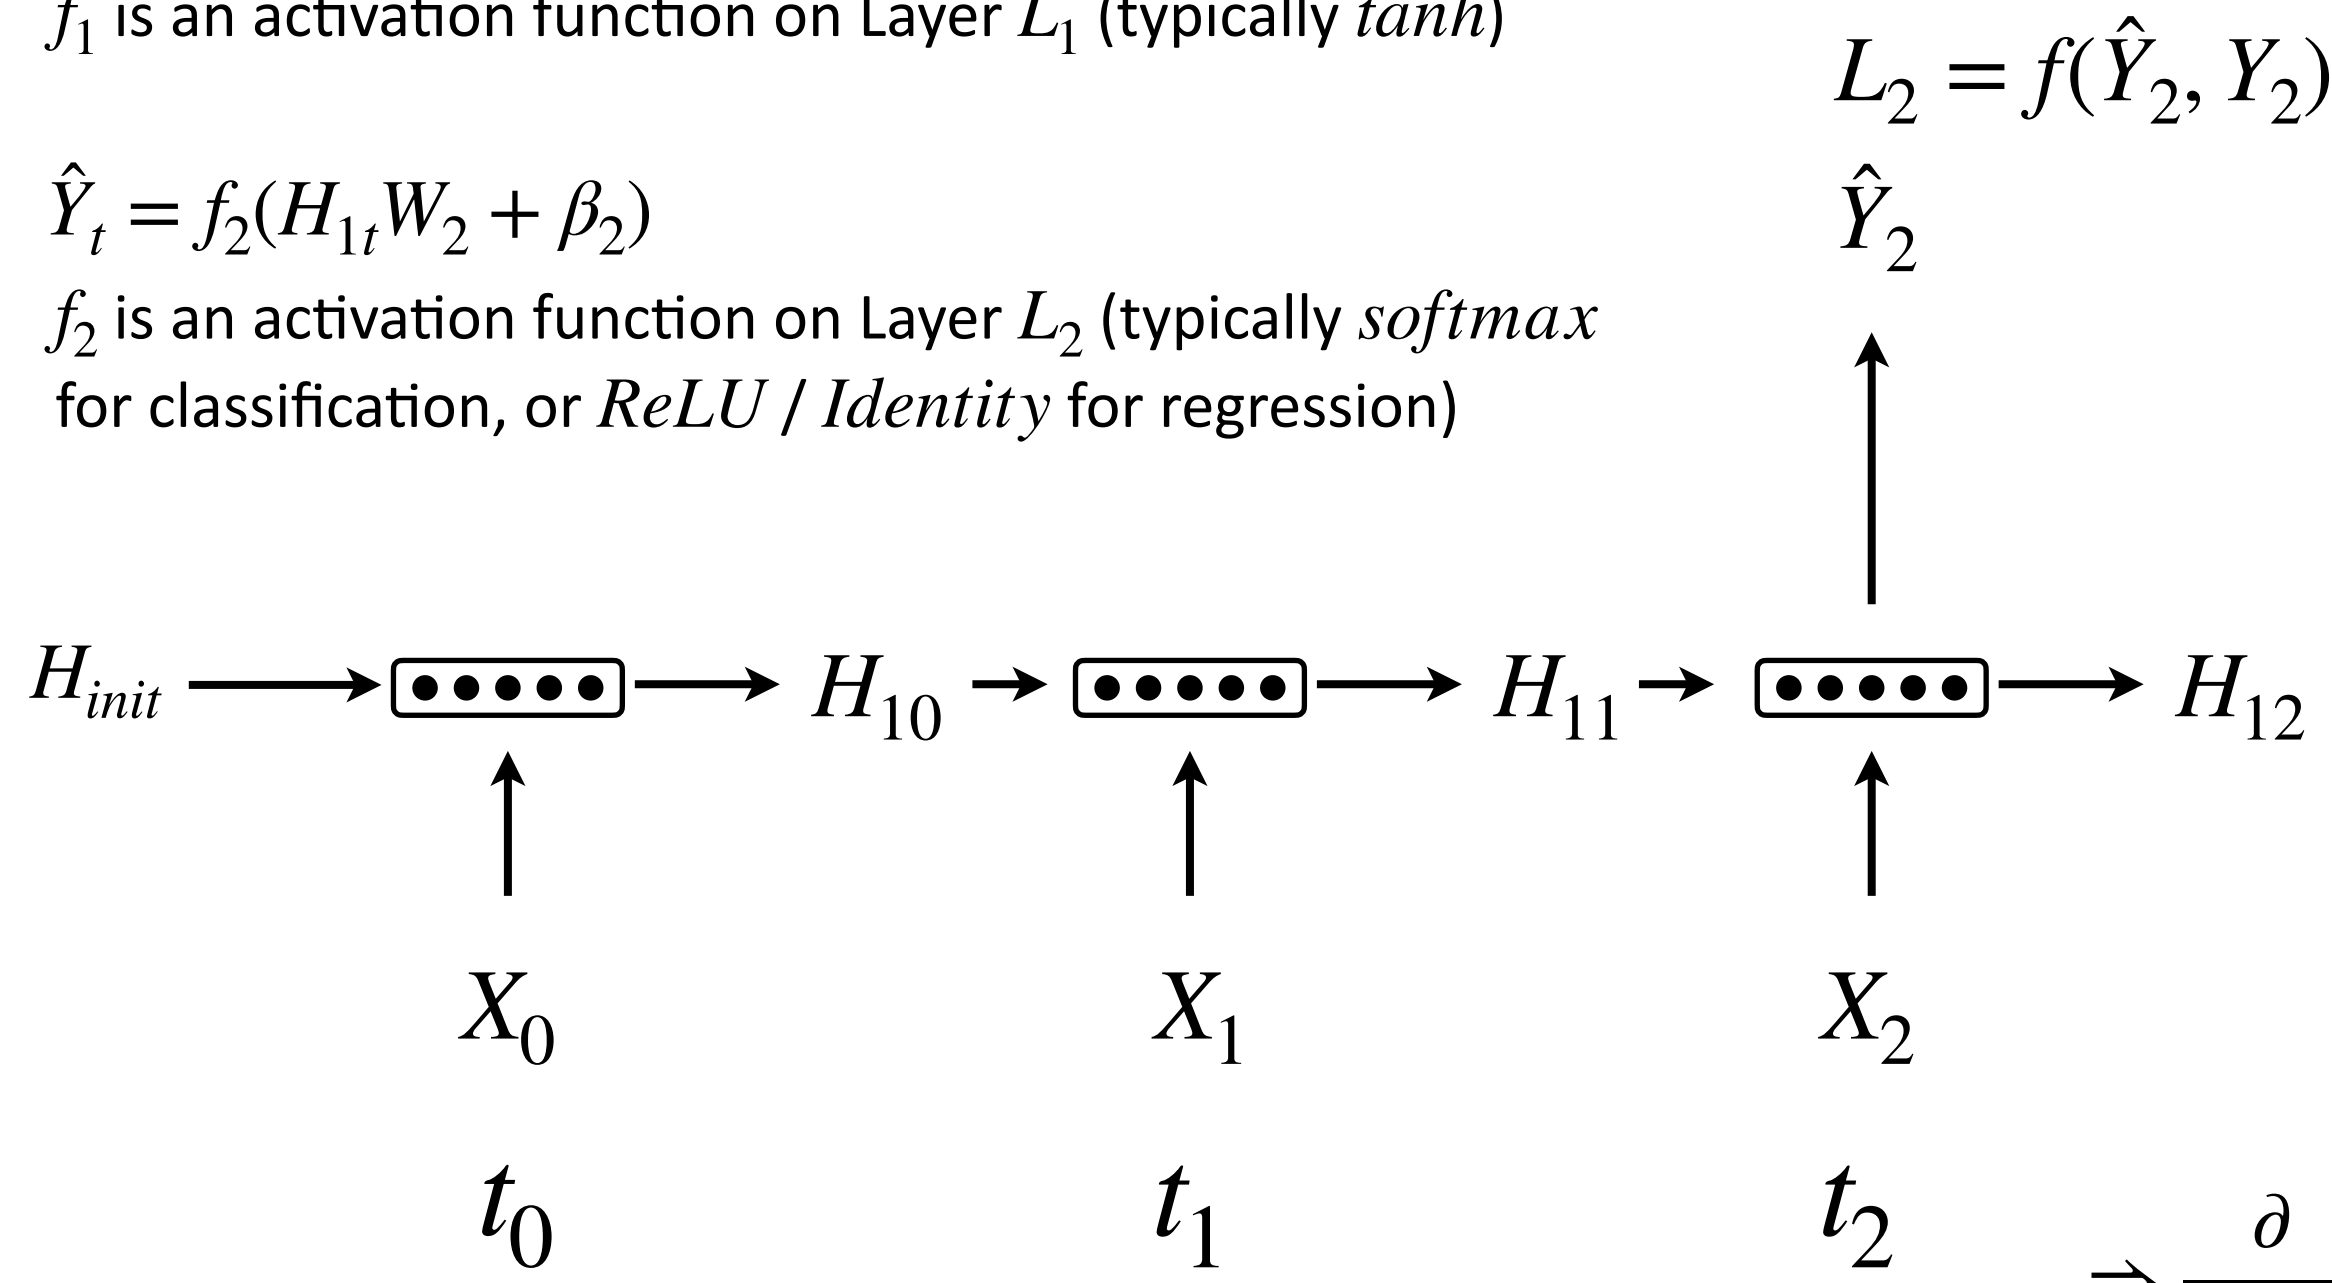 f₁ is an activation function on Layer L₁ (typically tanh)
L₂ = f(Ŷ₂, Y₂)
Ŷₜ = f₂(H₁ₜW₂ + β₂)
Ŷ₂
f₂ is an activation function on Layer L₂ (typically softmax
for classification, or ReLU / Identity for regression)
H_init H₁₀ H₁₁ H₁₂
X₀ X₁ X₂
t₀ t₁ t₂
∂